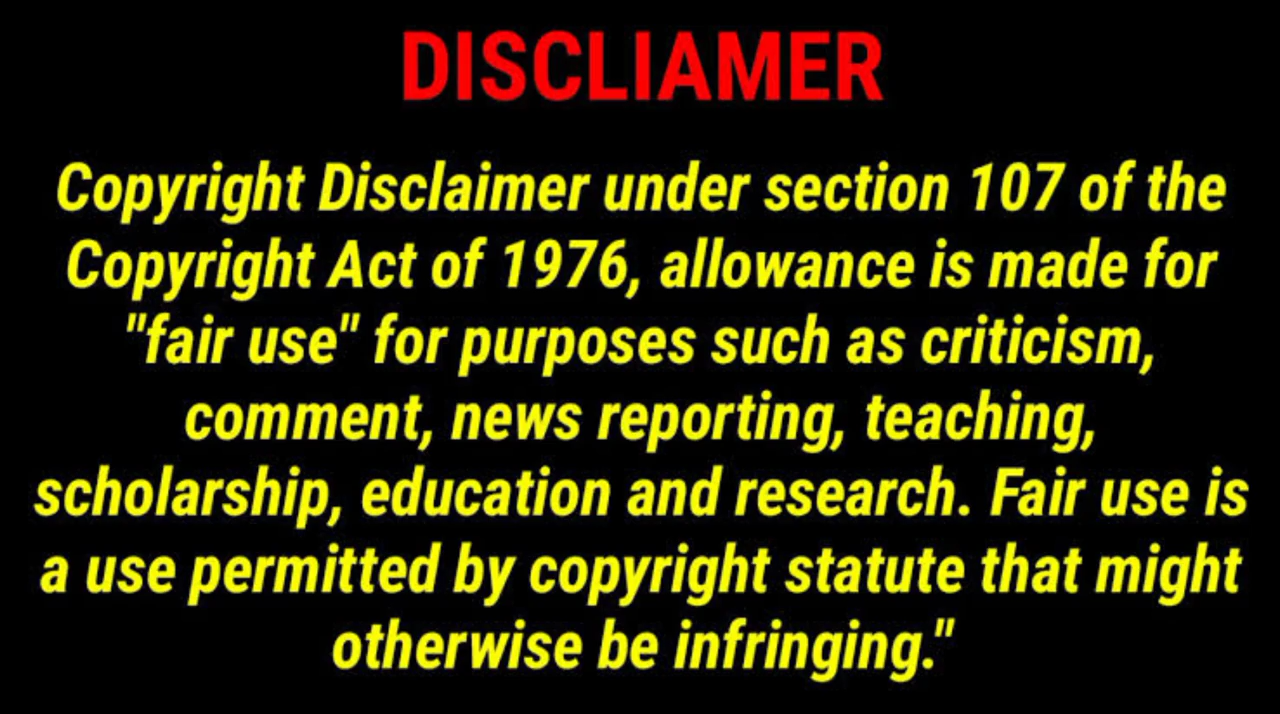 DISCLIAMER
Copyright Disclaimer under section 107 of the
Copyright Act of 1976, allowance is made for
"fair use" for purposes such as criticism,
comment, news reporting, teaching,
scholarship, education and research. Fair use is
a use permitted by copyright statute that might
otherwise be infringing."